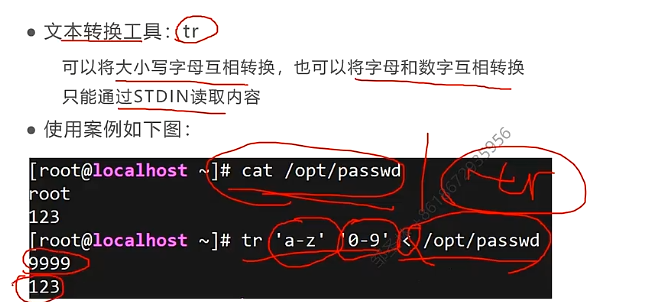 文本转换工具：tr
可以将大小写字母互相转换，也可以将字母和数字互相转换
只能通过STDIN读取内容
使用案例如下图：
[root@localhost ~]# cat /opt/passwd
root
123
tr
[root@localhost ~]# tr 'a-z' '0-9' < /opt/passwd
9999
123